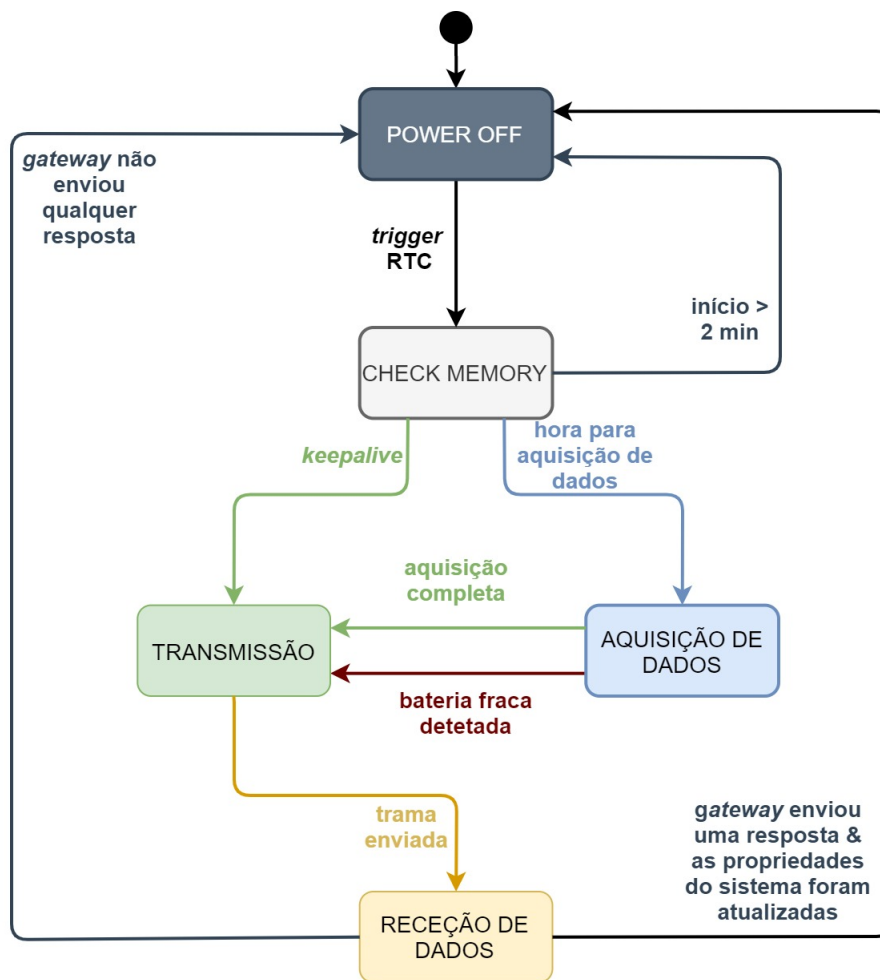 POWER OFF
gateway não
enviou
qualquer
resposta
trigger
RTC
início >
2 min
CHECK MEMORY
keepalive
hora para
aquisição de
dados
aquisição
completa
TRANSMISSÃO
AQUISIÇÃO DE
DADOS
bateria fraca
detetada
trama
enviada
gateway enviou
uma resposta &
as propriedades
do sistema foram
atualizadas
RECEÇÃO DE
DADOS